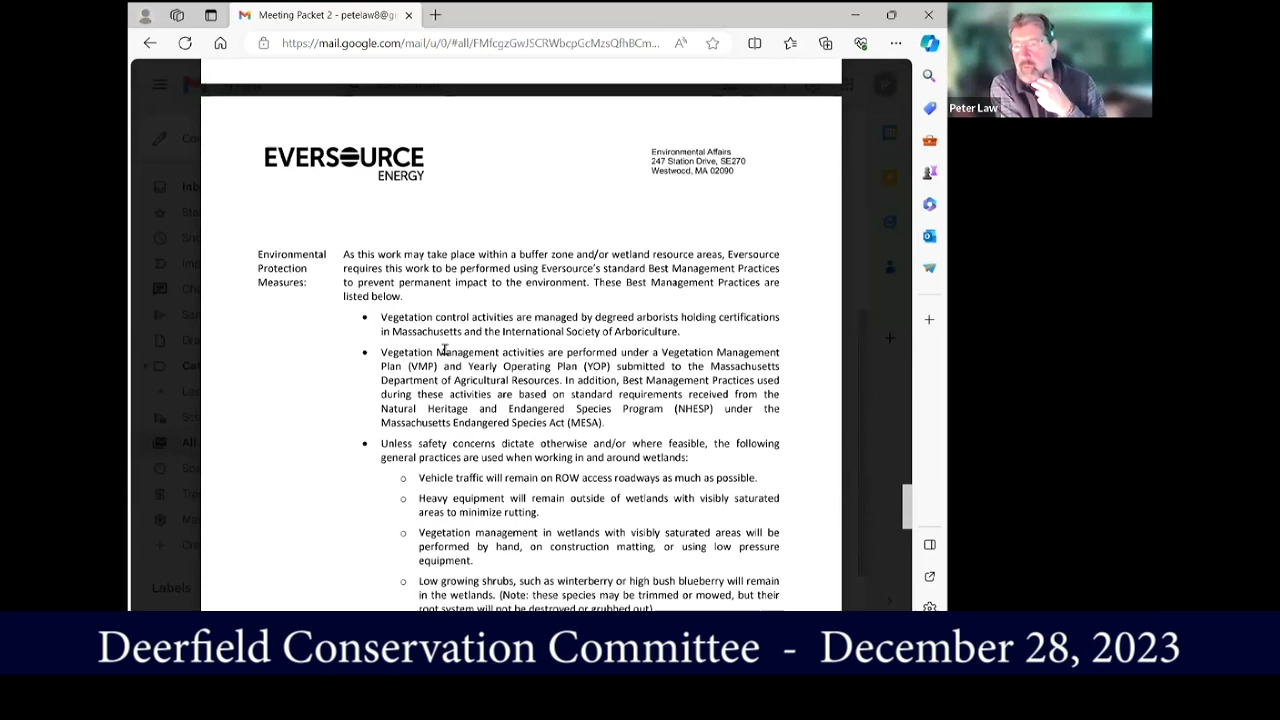 Meeting Packet 2 - petelaw8@g
https://mail.google.com/mail/u/0/#all/FMfcgzGwJSCRWbcpGcMzsQfhBCm...
Peter Law
EVERSOURCE
ENERGY
Environmental Affairs
247 Station Drive, SE270
Westwood, MA 02090
Environmental
Protection
Measures:
As this work may take place within a buffer zone and/or wetland resource areas, Eversource
requires this work to be performed using Eversource's standard Best Management Practices
to prevent permanent impact to the environment. These Best Management Practices are
listed below.
• Vegetation control activities are managed by degreed arborists holding certifications
in Massachusetts and the International Society of Arboriculture.
• Vegetation Management activities are performed under a Vegetation Management
Plan (VMP) and Yearly Operating Plan (YOP) submitted to the Massachusetts
Department of Agricultural Resources. In addition, Best Management Practices used
during these activities are based on standard requirements received from the
Natural Heritage and Endangered Species Program (NHESP) under the
Massachusetts Endangered Species Act (MESA).
• Unless safety concerns dictate otherwise and/or where feasible, the following
general practices are used when working in and around wetlands:
o Vehicle traffic will remain on ROW access roadways as much as possible.
o Heavy equipment will remain outside of wetlands with visibly saturated
areas to minimize rutting.
o Vegetation management in wetlands with visibly saturated areas will be
performed by hand, on construction matting, or using low pressure
equipment.
o Low growing shrubs, such as winterberry or high bush blueberry will remain
in the wetlands. (Note: these species may be trimmed or mowed, but their
root system will not be destroyed or grubbed out)
Labels
Deerfield Conservation Committee - December 28, 2023